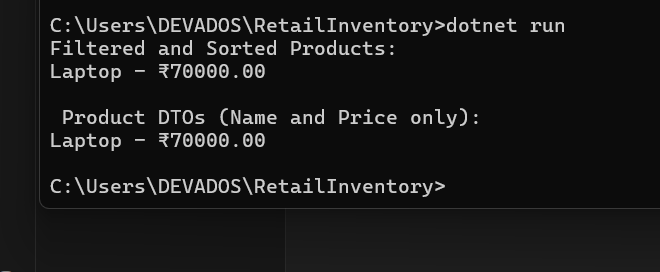 C:\Users\DEVADOS\RetailInventory>dotnet run
Filtered and Sorted Products:
Laptop - ₹70000.00
Product DTOs (Name and Price only):
Laptop - ₹70000.00
C:\Users\DEVADOS\RetailInventory>